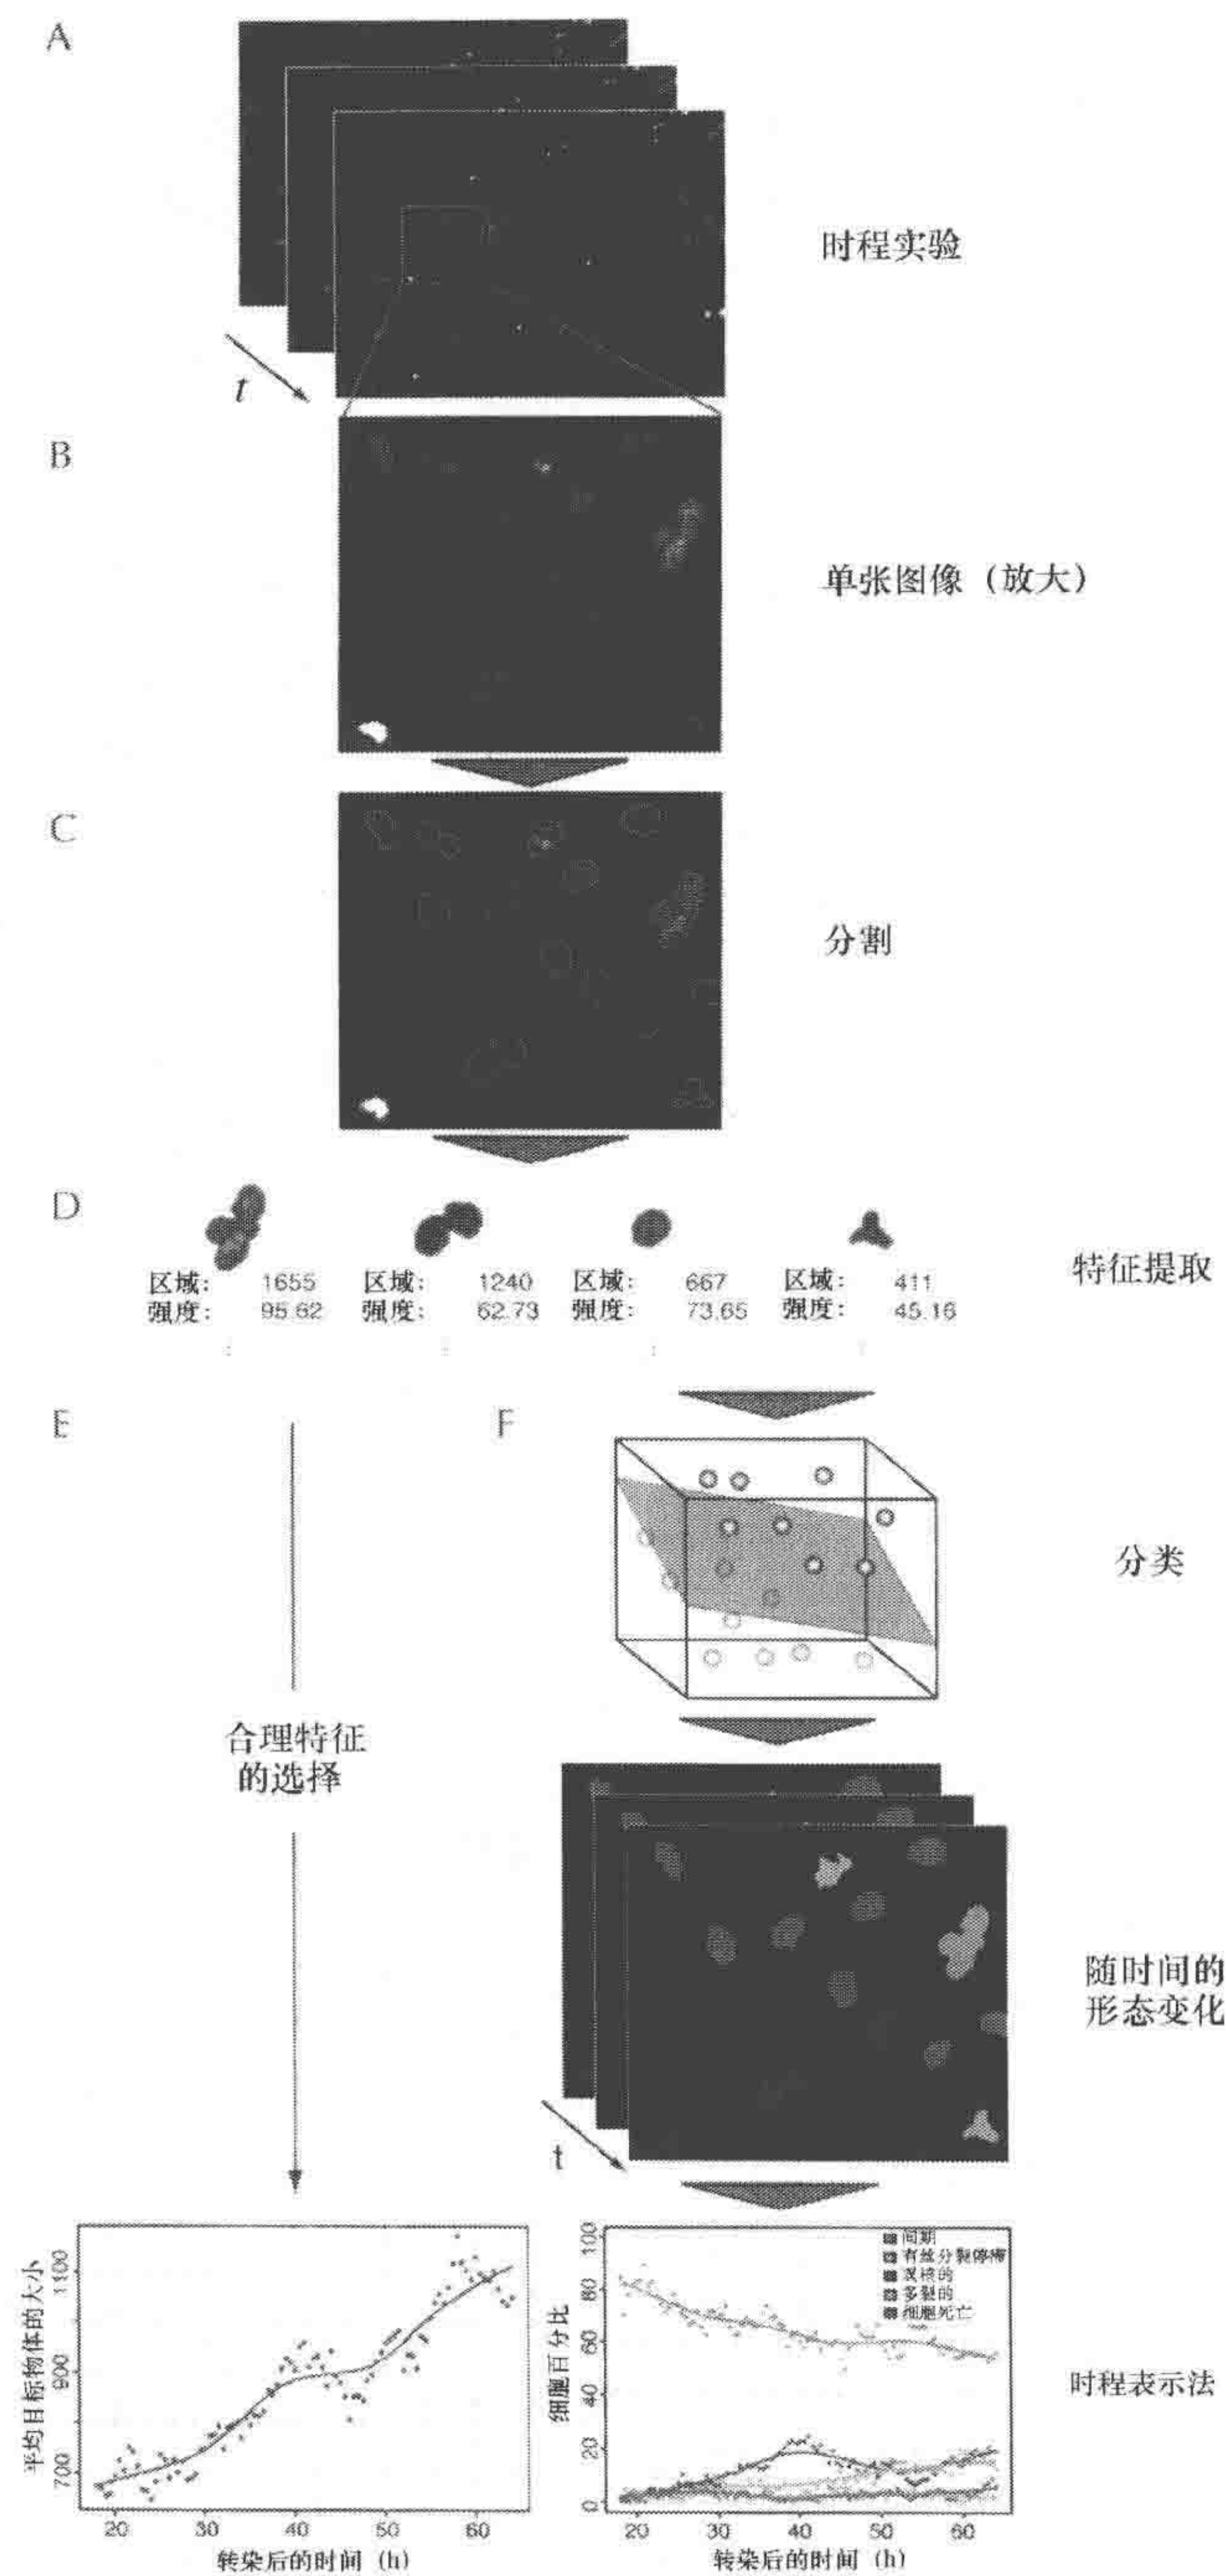 A
时程实验
t
B
单张图像（放大）
C
分割
D
区域： 1655 区域： 1240 区域： 667 区域： 411
强度： 95.62 强度： 62.73 强度： 73.65 强度： 45.16
特征提取
E
F
分类
合理特征
的选择
随时间的
形态变化
t
平均目标物体的大小
1100
900
700
20 30 40 50 60
转染后的时间（h）
细胞百分比
100
80
60
40
20
0
间期
有丝分裂停滞
双核的
多裂的
细胞死亡
20 30 40 50 60
转染后的时间（h）
时程表示法